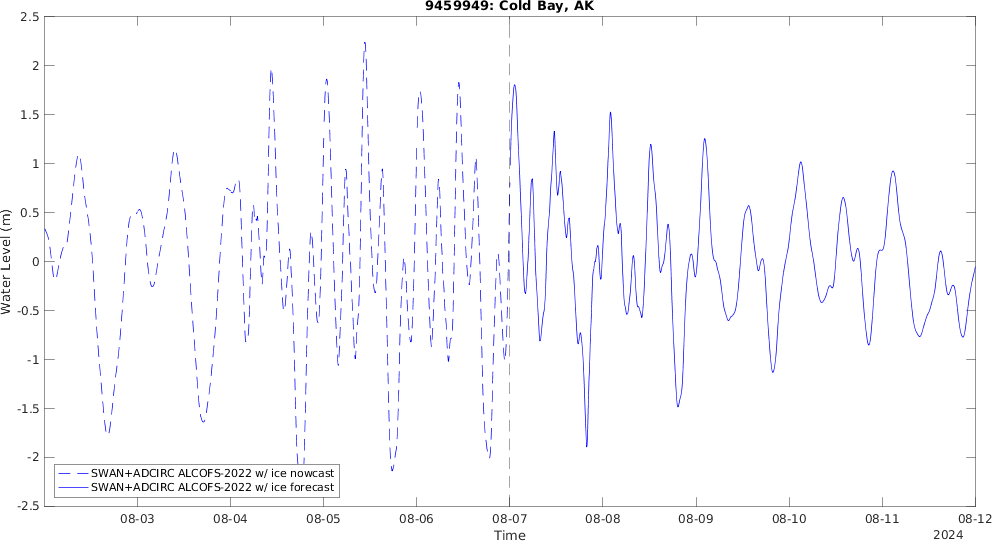 9459949: Cold Bay, AK
2.5
2
1.5
1
0.5
0
-0.5
-1
-1.5
-2
-2.5
Water Level (m)
SWAN+ADCIRC ALCOFS-2022 w/ ice nowcast
SWAN+ADCIRC ALCOFS-2022 w/ ice forecast
08-03 08-04 08-05 08-06 08-07 08-08 08-09 08-10 08-11 08-12
Time
2024